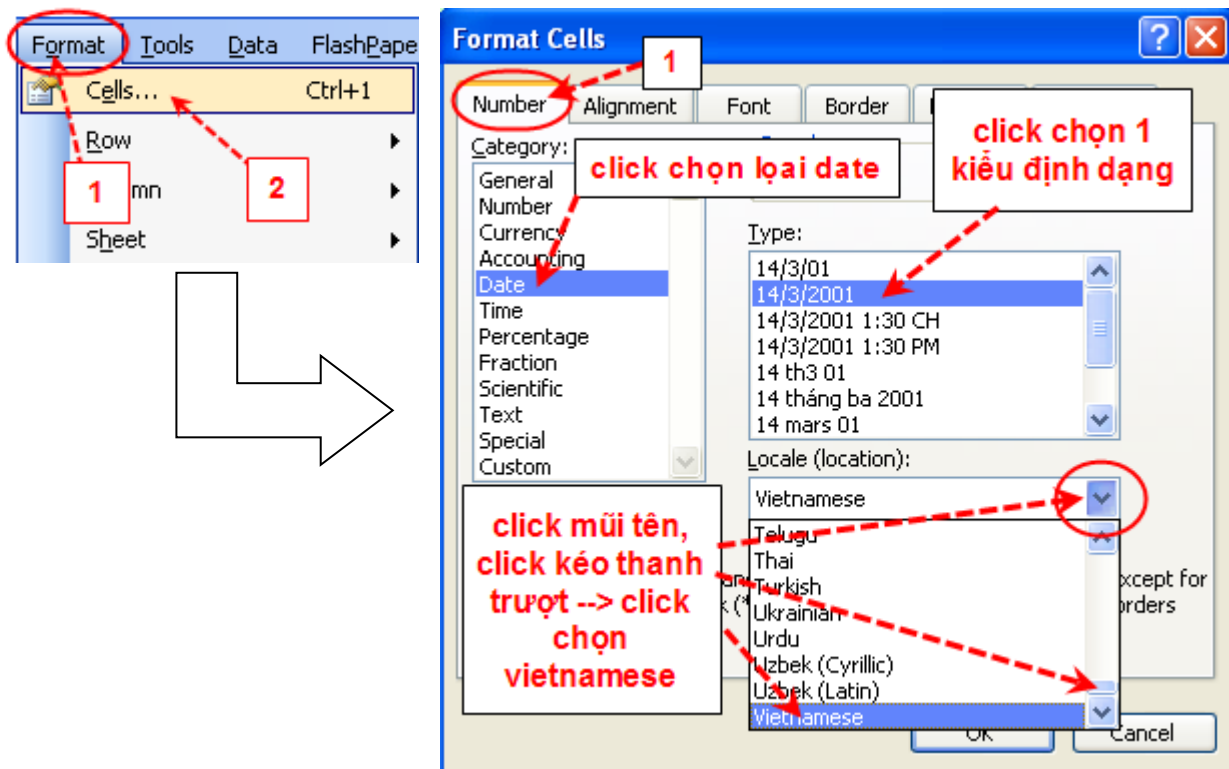 Format Tools Data FlashPape
Cells... Ctrl+1
Row
1 mn 2
Sheet
Format Cells
1
Number Alignment Font Border
click chọn 1
kiểu định dạng
Category:
click chọn lọai date
General
Number
Currency
Accounting
Date
Time
Percentage
Fraction
Scientific
Text
Special
Custom
Type:
14/3/01
14/3/2001
14/3/2001 1:30 CH
14/3/2001 1:30 PM
14 th3 01
14 tháng ba 2001
14 mars 01
Locale (location):
Vietnamese
click mũi tên,
click kéo thanh
trượt --> click
chọn
vietnamese
Telugu
Thai
Turkish
Ukrainian
Urdu
Uzbek (Cyrillic)
Uzbek (Latin)
Vietnamese
xcept for
orders
OK Cancel